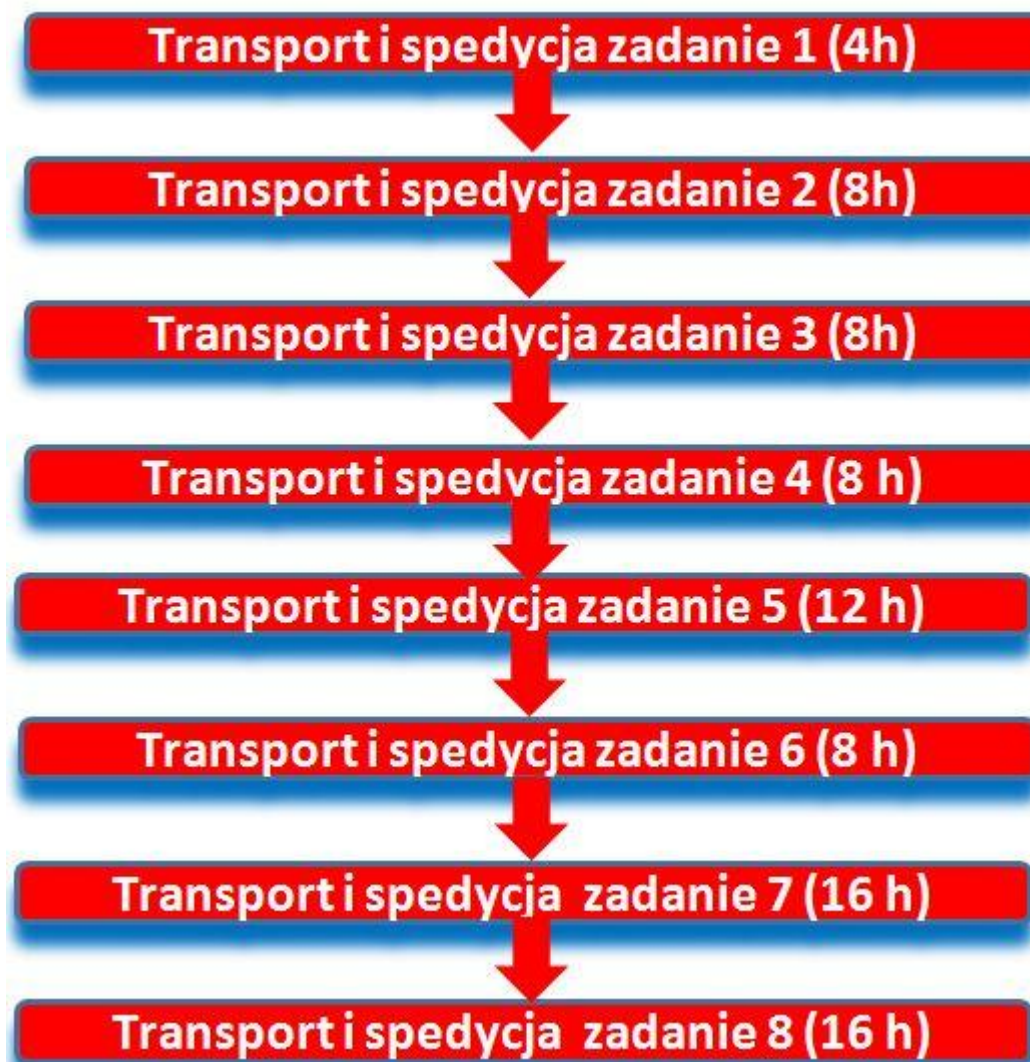 Transport i spedycja zadanie 1 (4h)
Transport i spedycja zadanie 2 (8h)
Transport i spedycja zadanie 3 (8h)
Transport i spedycja zadanie 4 (8 h)
Transport i spedycja zadanie 5 (12 h)
Transport i spedycja zadanie 6 (8 h)
Transport i spedycja zadanie 7 (16 h)
Transport i spedycja zadanie 8 (16 h)